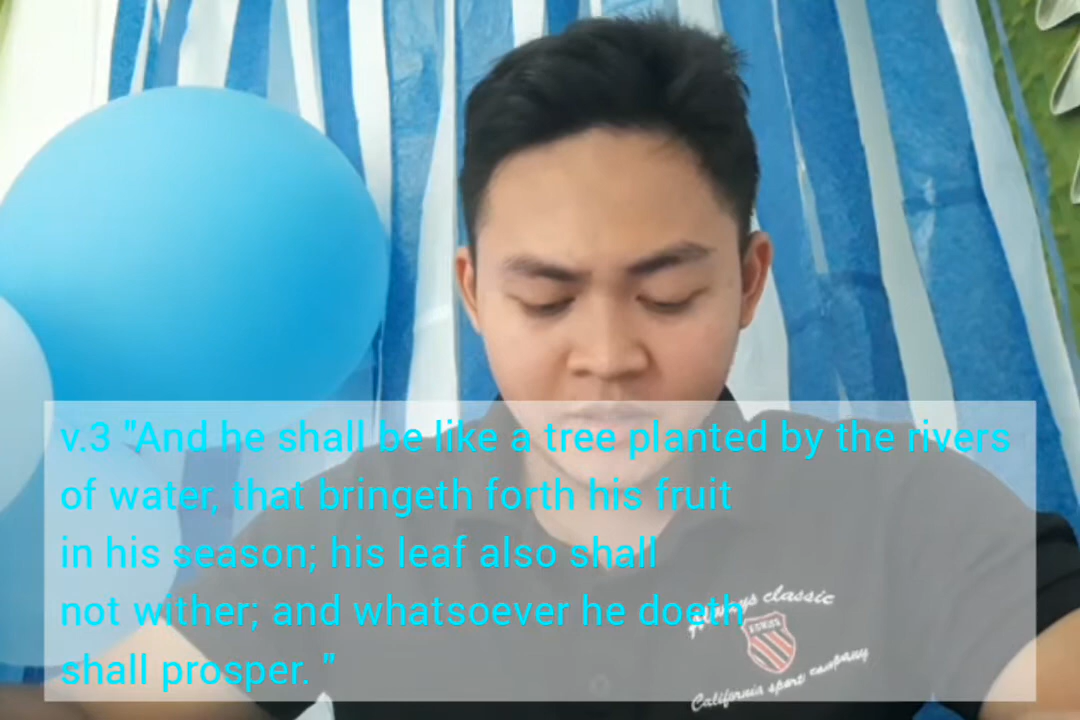 v.3 "And he shall be like a tree planted by the rivers
of water, that bringeth forth his fruit
in his season; his leaf also shall
not wither; and whatsoever he doeth
shall prosper. "
Always classic
K·SWISS
California sport company